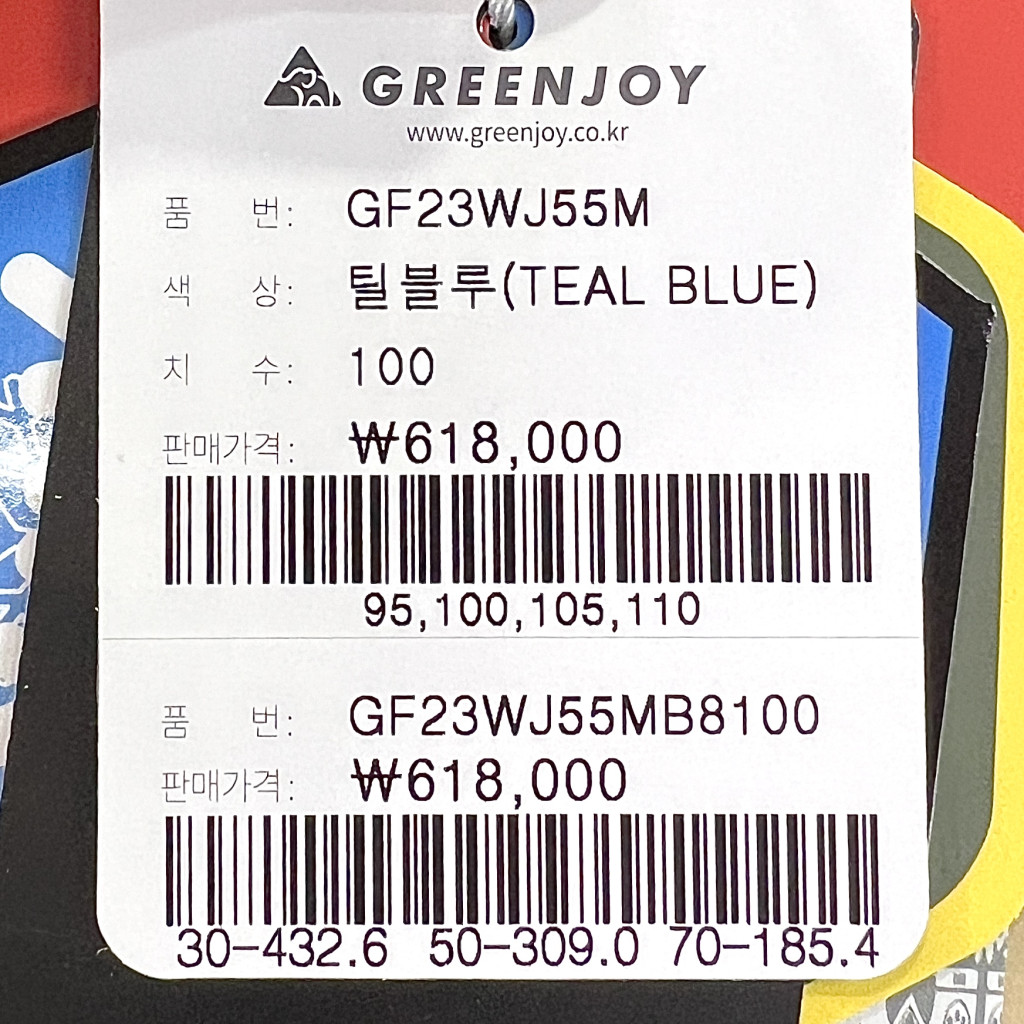 GREENJOY
www.greenjoy.co.kr
품 번: GF23WJ55M
색 상: 틸블루(TEAL BLUE)
치 수: 100
판매가격: ₩618,000
95,100,105,110
품 번: GF23WJ55MB8100
판매가격: ₩618,000
30-432.6 50-309.0 70-185.4